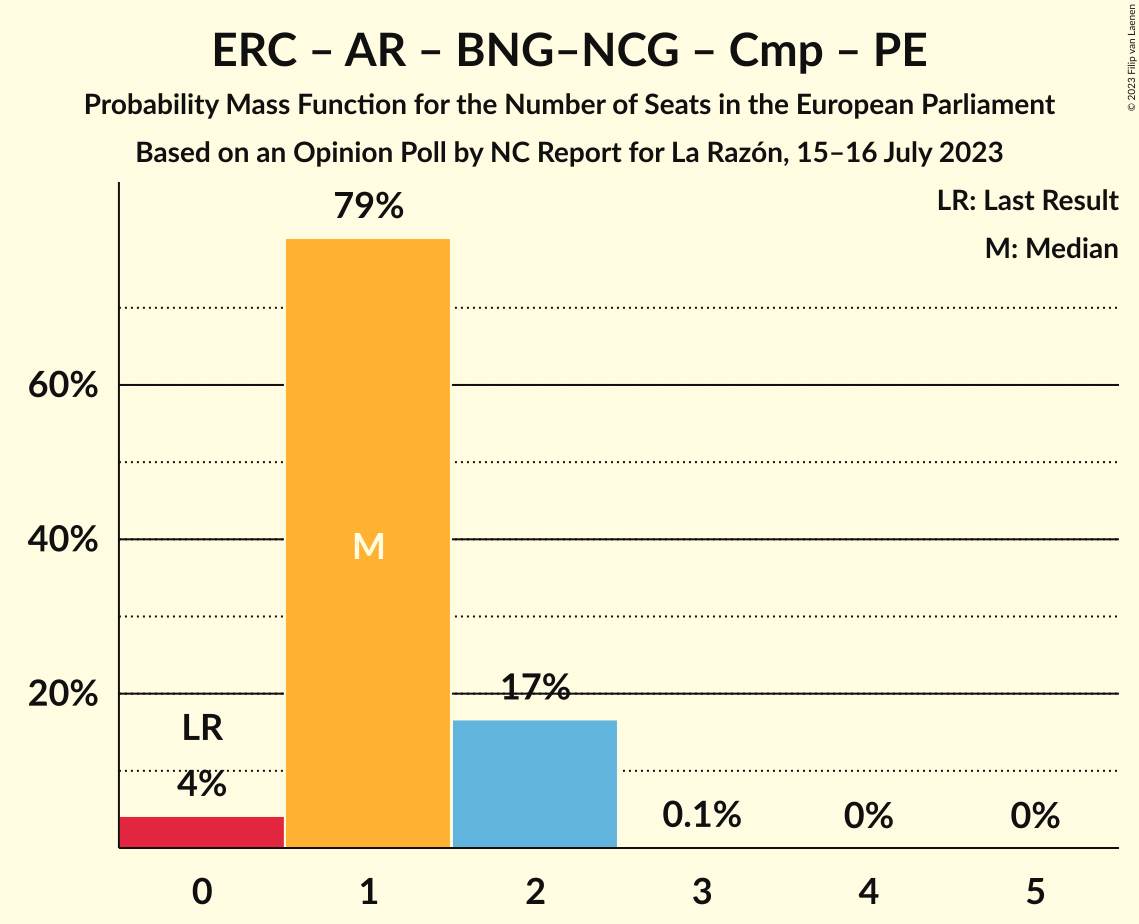 ERC – AR – BNG–NCG – Cmp – PE
Probability Mass Function for the Number of Seats in the European Parliament
Based on an Opinion Poll by NC Report for La Razón, 15–16 July 2023
© 2023 Filip van Laenen
LR: Last Result
M: Median
79%
60%
40%
20%
M
17%
LR
4%
0.1%
0%
0%
0 1 2 3 4 5